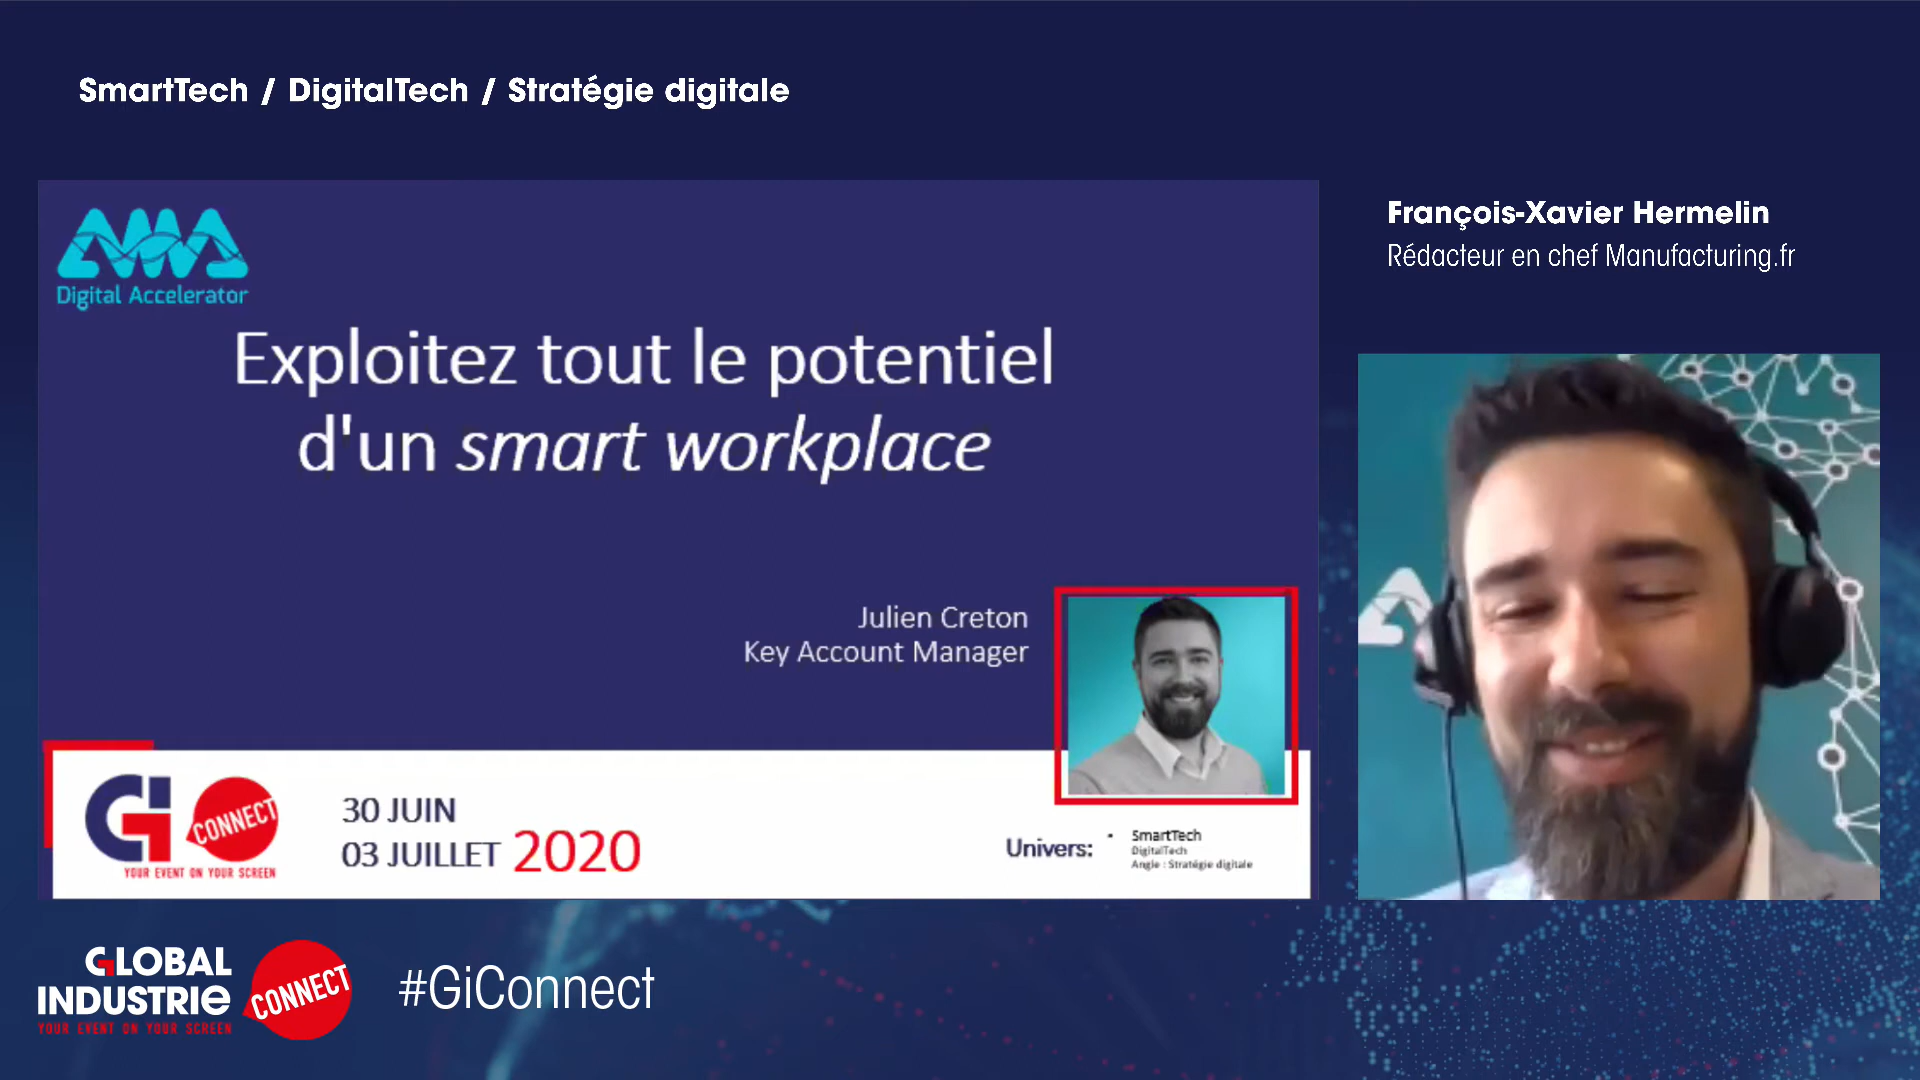 SmartTech / DigitalTech / Stratégie digitale
François-Xavier Hermelin
Rédacteur en chef Manufacturing.fr
AMA
Digital Accelerator
Exploitez tout le potentiel
d'un smart workplace
Julien Creton
Key Account Manager
GI CONNECT
YOUR EVENT ON YOUR SCREEN
30 JUIN
03 JUILLET 2020
Univers:
• SmartTech
DigitalTech
Angle : Stratégie digitale
GLOBAL
INDUSTRIE
CONNECT
YOUR EVENT ON YOUR SCREEN
#GiConnect